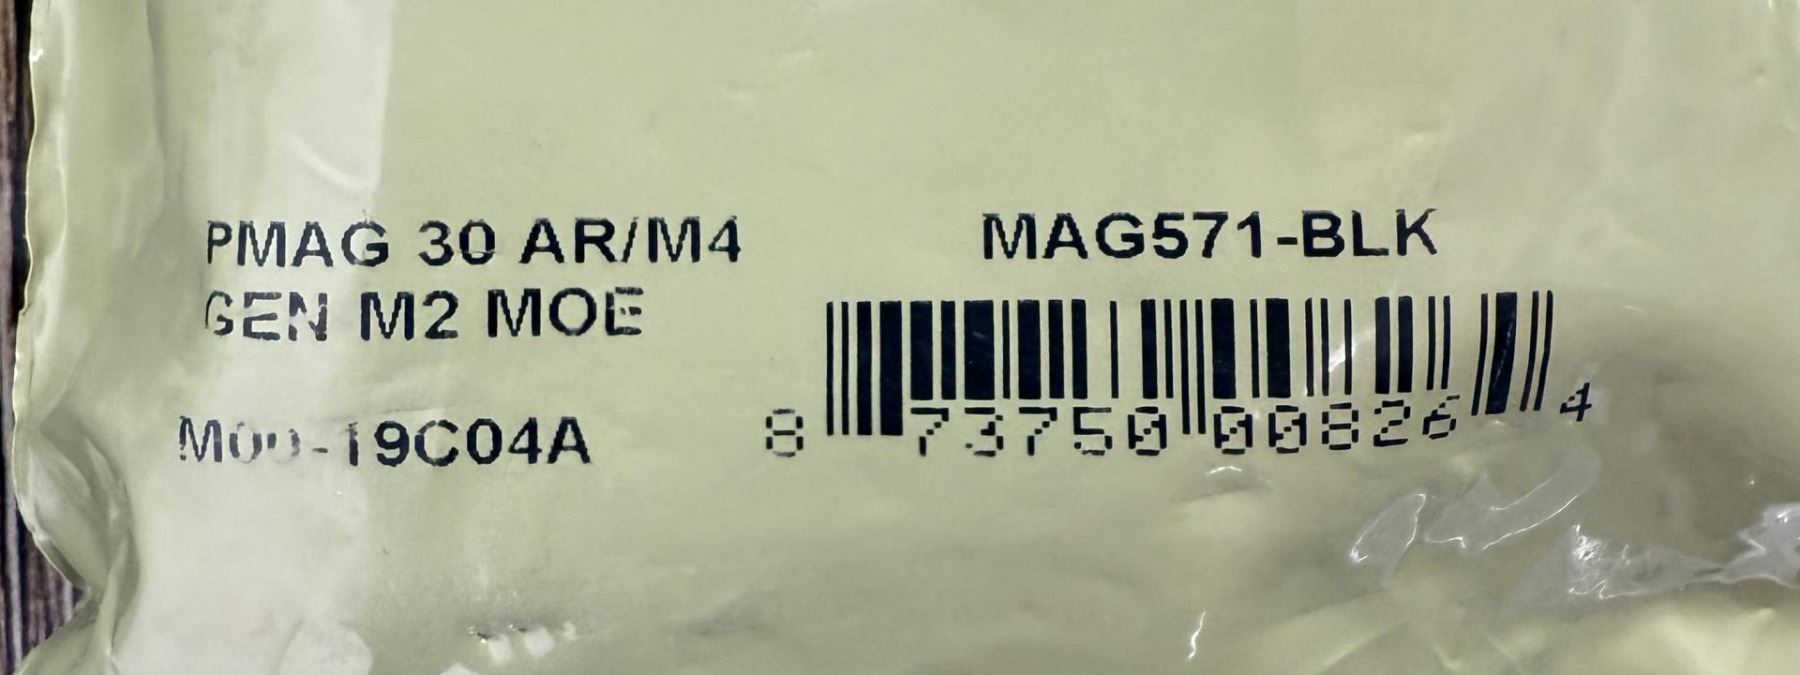 PMAG 30 AR/M4
GEN M2 MOE
MAG571-BLK
8 73750 00826 4